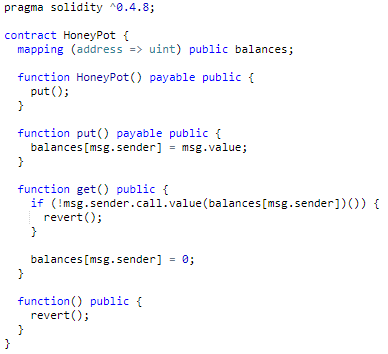 pragma solidity ^0.4.8;
contract HoneyPot {
mapping (address => uint) public balances;
function HoneyPot() payable public {
put();
}
function put() payable public {
balances[msg.sender] = msg.value;
}
function get() public {
if (!msg.sender.call.value(balances[msg.sender])()) {
revert();
}
balances[msg.sender] = 0;
}
function() public {
revert();
}
}